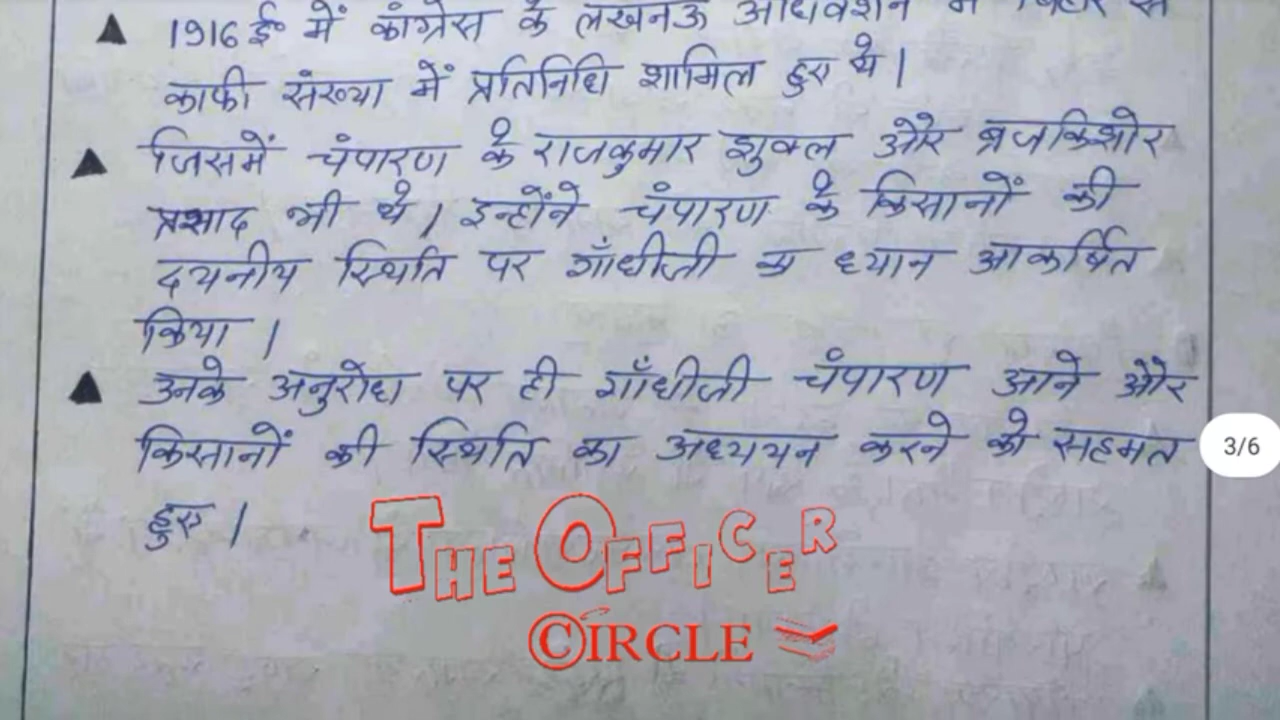 ▲ 1916 ई० में कांग्रेस के लखनऊ अधिवेशन में बिहार से
काफी संख्या में प्रतिनिधि शामिल हुए थे।
▲ जिसमें चंपारण के राजकुमार शुक्ल और ब्रजकिशोर
प्रसाद भी थे। इन्होंने चंपारण के किसानों की
दयनीय स्थिति पर गाँधीजी का ध्यान आकर्षित
किया।
▲ उनके अनुरोध पर ही गाँधीजी चंपारण आने और
किसानों की स्थिति का अध्ययन करने को सहमत
हुए।
3/6
THE OFFICER
©IRCLE